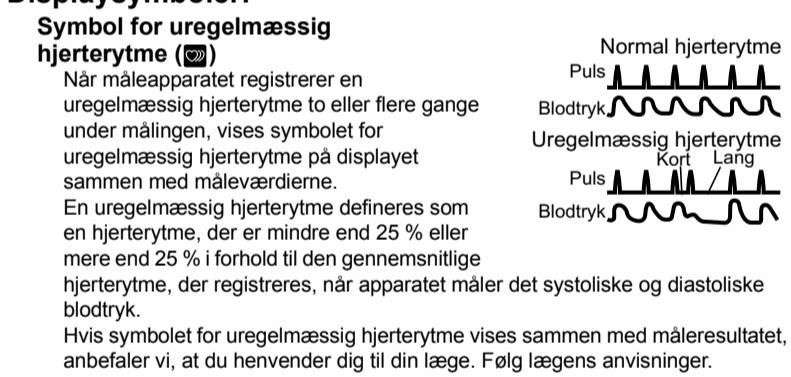 Symbol for uregelmæssig
hjerterytme ( )
Når måleapparatet registrerer en
uregelmæssig hjerterytme to eller flere gange
under målingen, vises symbolet for
uregelmæssig hjerterytme på displayet
sammen med måleværdierne.
En uregelmæssig hjerterytme defineres som
en hjerterytme, der er mindre end 25 % eller
mere end 25 % i forhold til den gennemsnitlige
hjerterytme, der registreres, når apparatet måler det systoliske og diastoliske
blodtryk.
Hvis symbolet for uregelmæssig hjerterytme vises sammen med måleresultatet,
anbefaler vi, at du henvender dig til din læge. Følg lægens anvisninger.
Normal hjerterytme
Puls
Blodtryk
Uregelmæssig hjerterytme
Kort Lang
Puls
Blodtryk